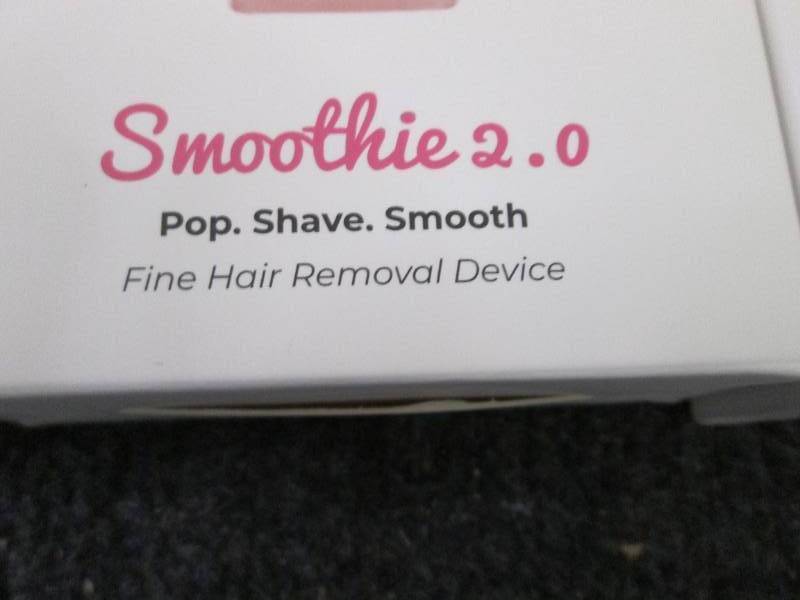 Smoothie 2.0
Pop. Shave. Smooth
Fine Hair Removal Device